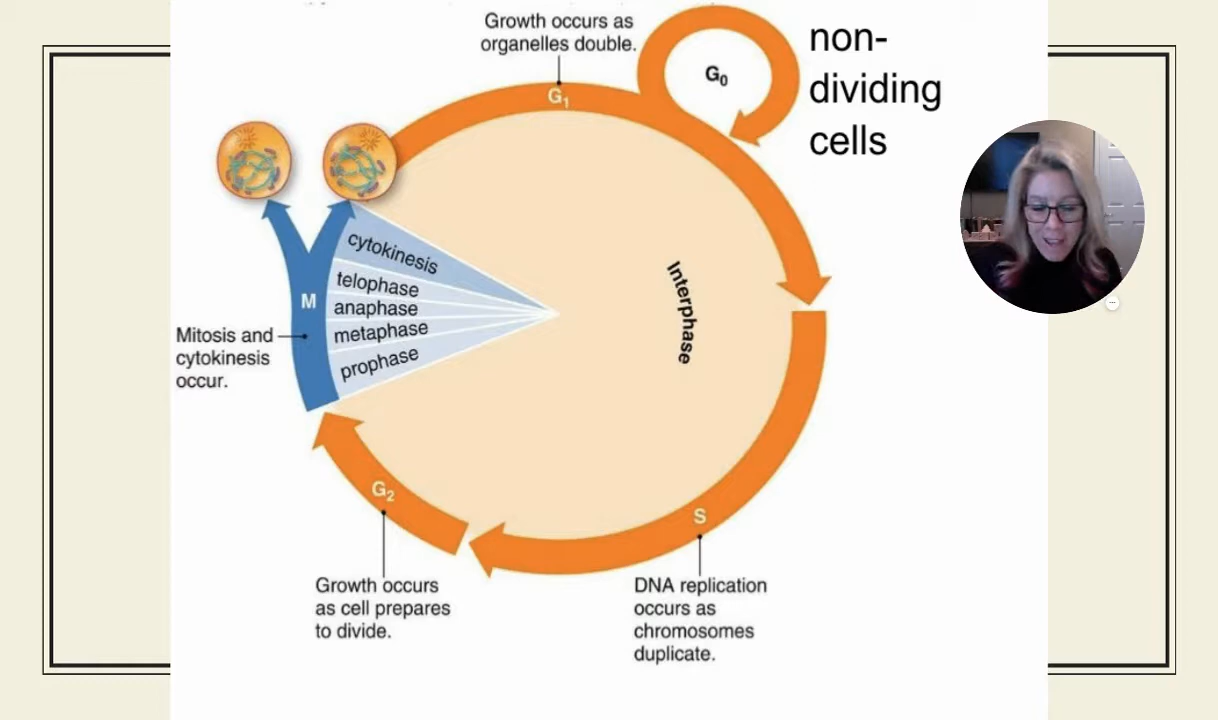 Growth occurs as
organelles double.
G₁
G₀
non-
dividing
cells
cytokinesis
telophase
anaphase
metaphase
prophase
M
Mitosis and
cytokinesis
occur.
Interphase
G₂
S
Growth occurs
as cell prepares
to divide.
DNA replication
occurs as
chromosomes
duplicate.